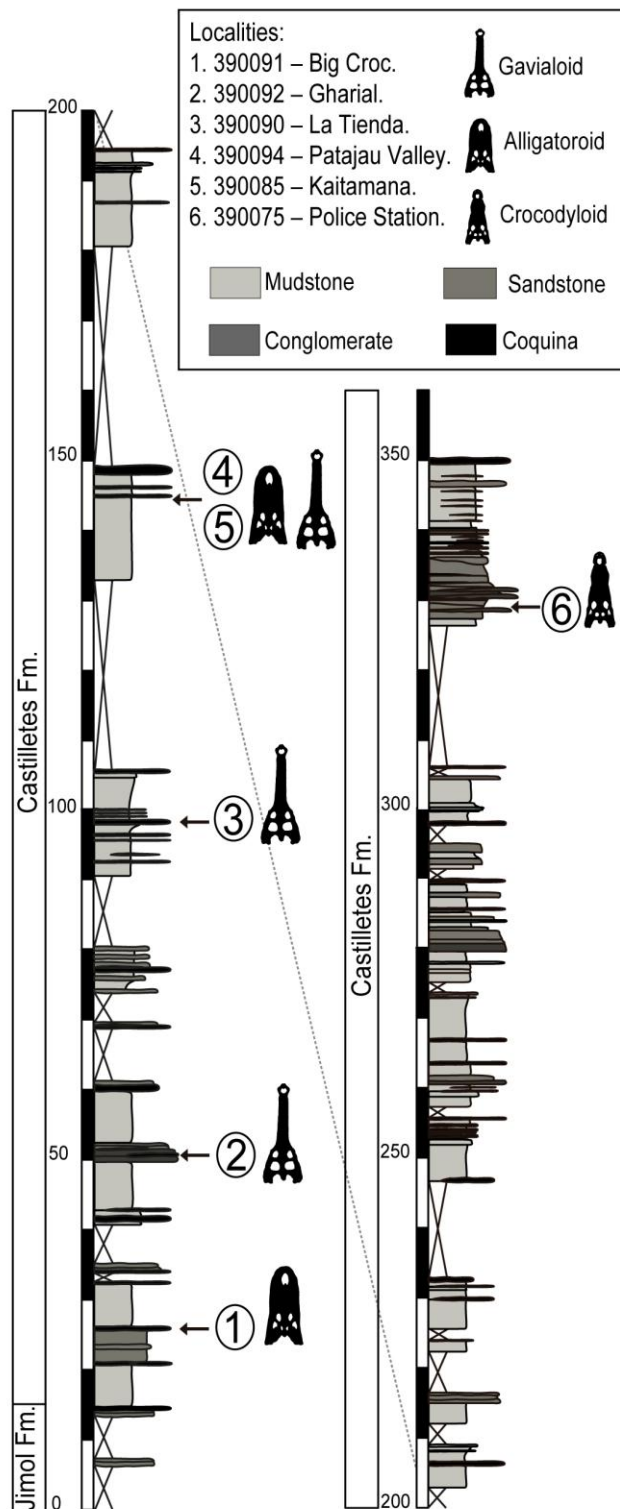 Localities:
1. 390091 – Big Croc.
2. 390092 – Gharial.
3. 390090 – La Tienda.
4. 390094 – Patajau Valley.
5. 390085 – Kaitamana.
6. 390075 – Police Station.
Gavialoid
Alligatoroid
Crocodyloid
Mudstone
Sandstone
Conglomerate
Coquina
200
150
100
50
0
Castilletes Fm.
Jimol Fm.
4
5
3
2
1
350
300
250
200
Castilletes Fm.
6